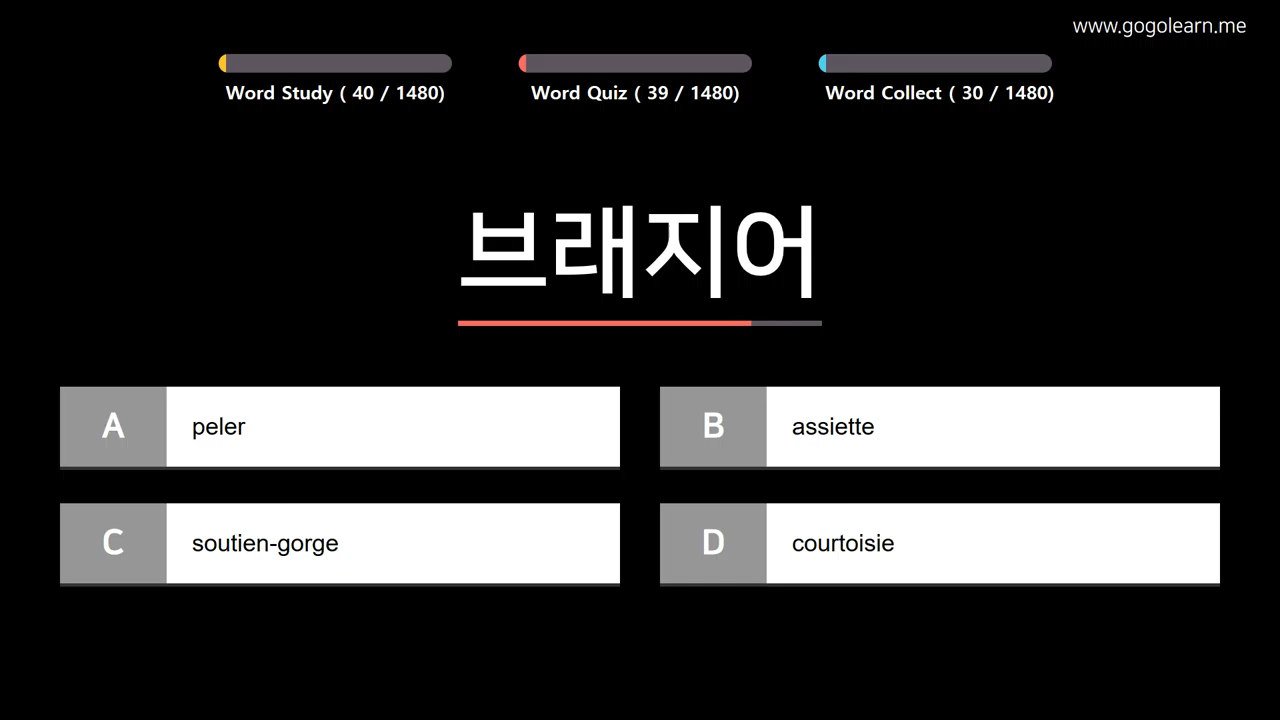 www.gogolearn.me
Word Study ( 40 / 1480)
Word Quiz ( 39 / 1480)
Word Collect ( 30 / 1480)
브래지어
A peler
B assiette
C soutien-gorge
D courtoisie